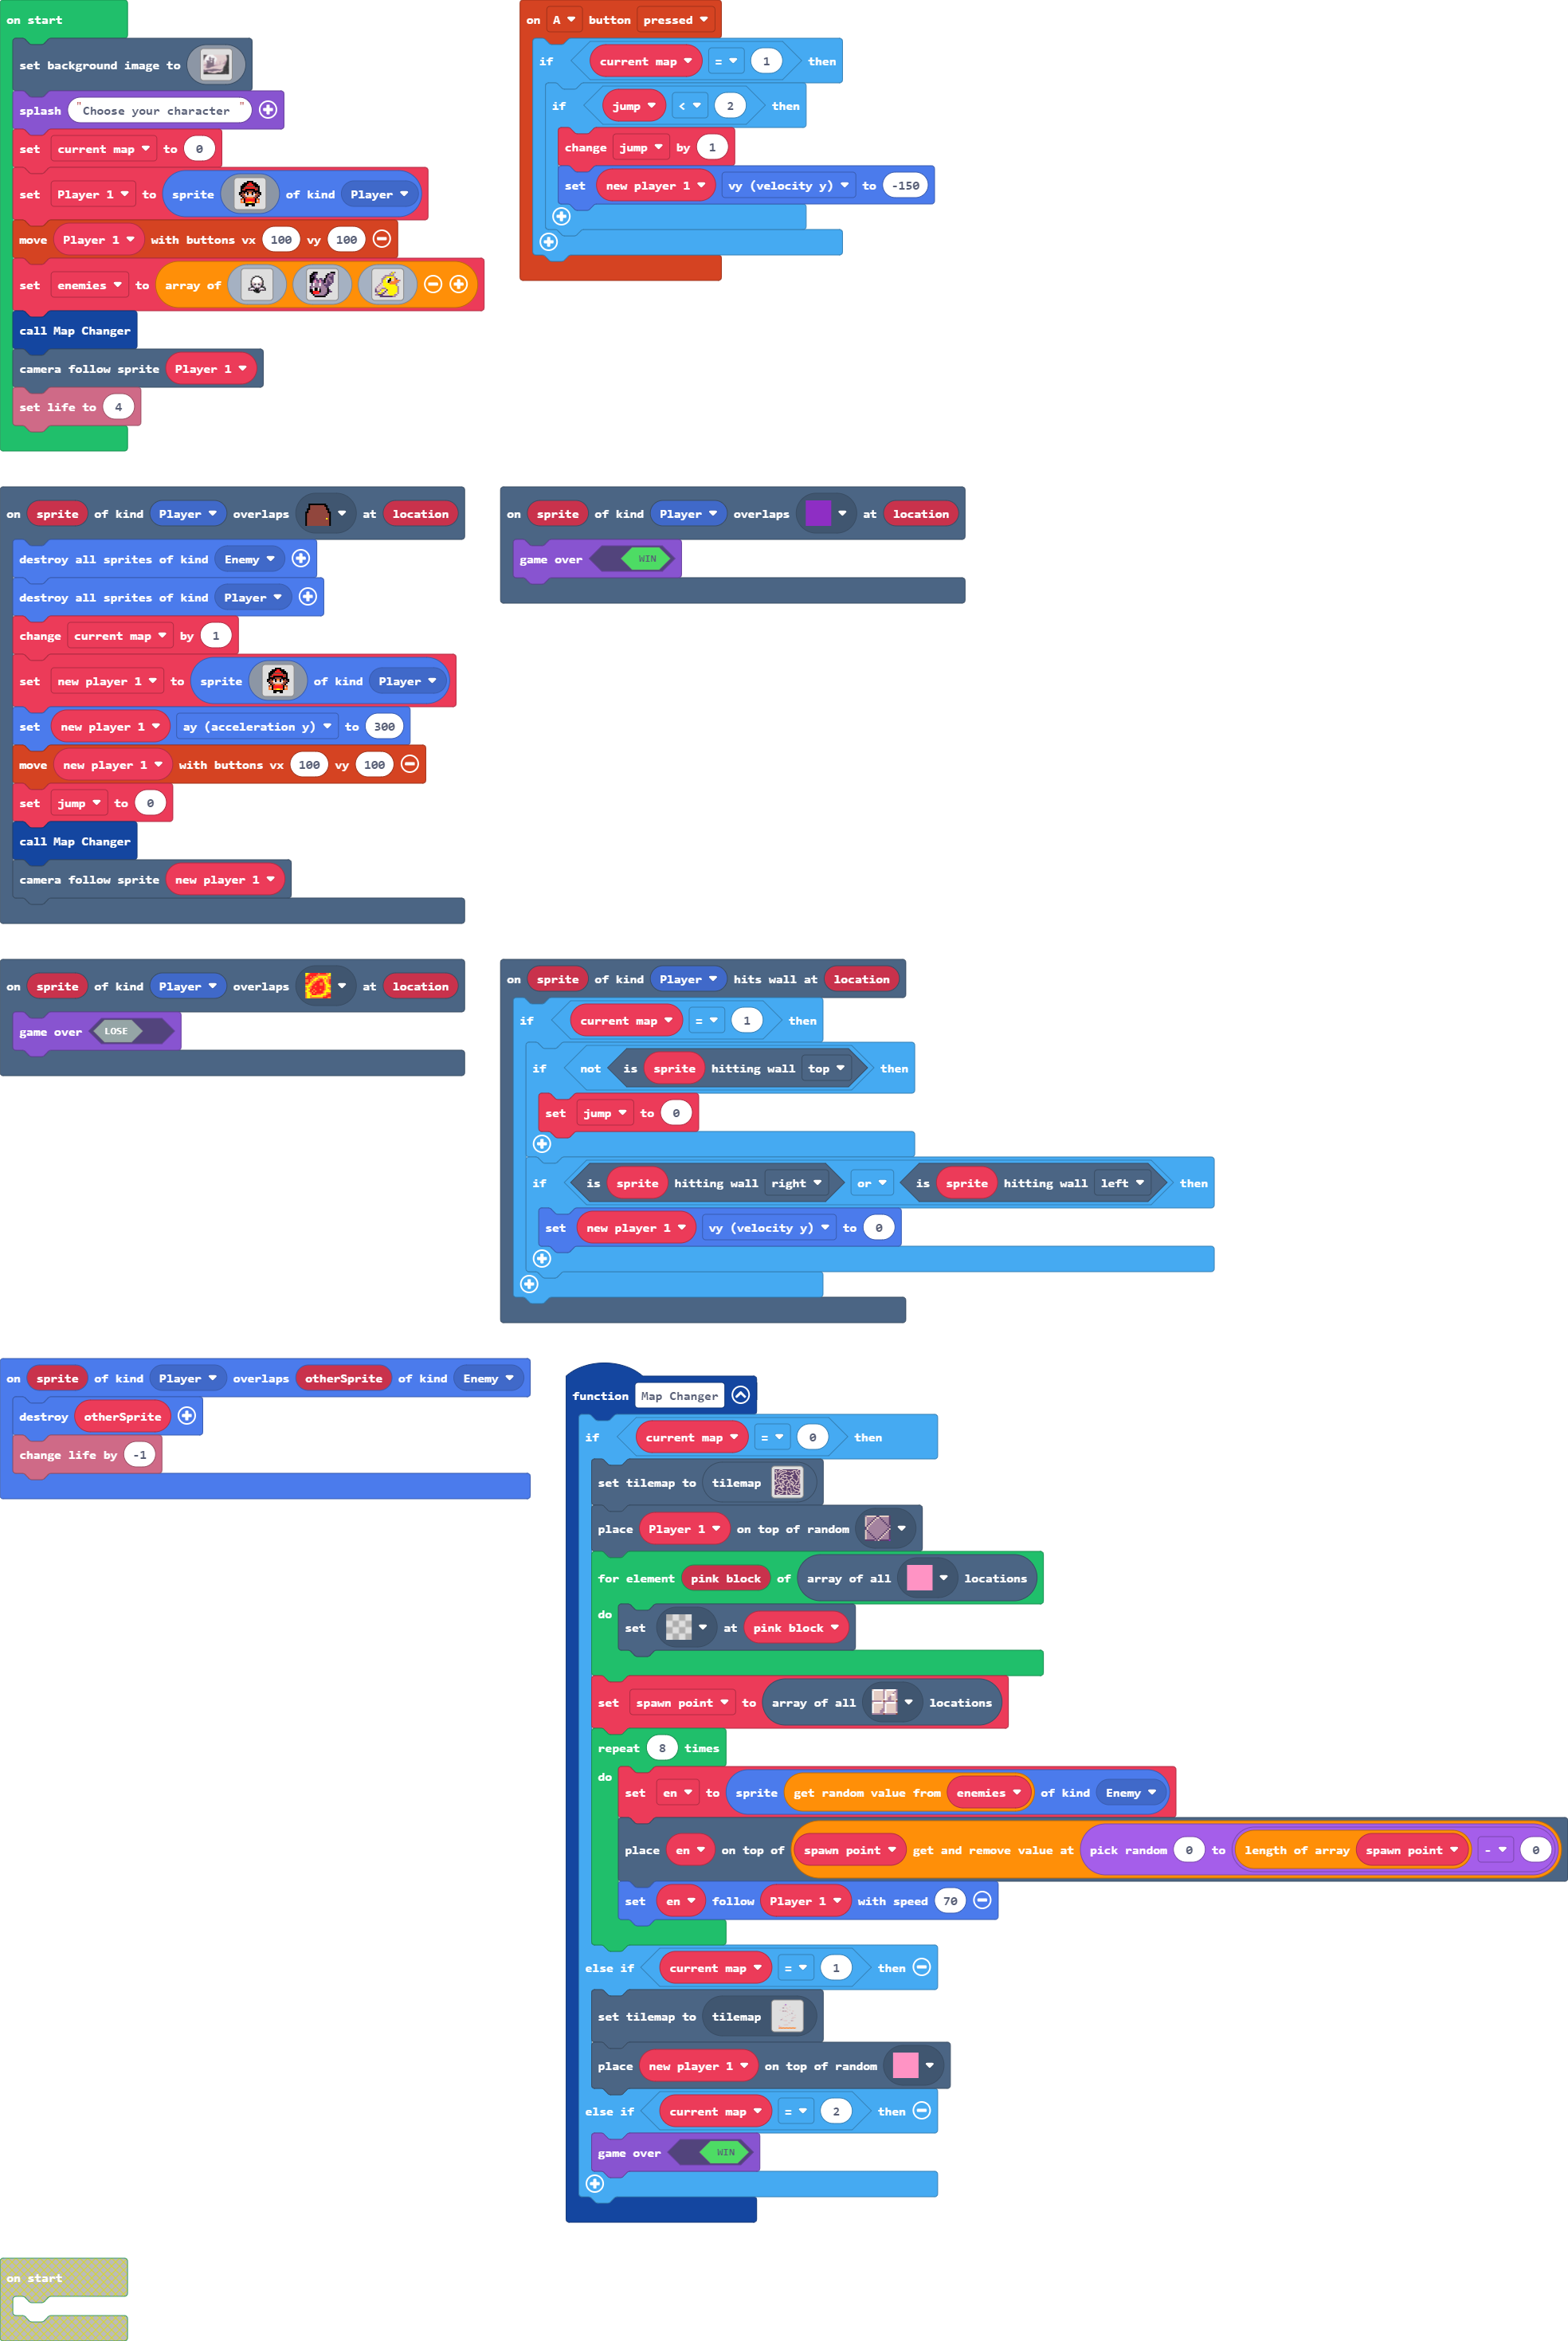 on start
set background image to
splash "Choose your character "
set current map to 0
set Player 1 to sprite of kind Player
move Player 1 with buttons vx 100 vy 100
set enemies to array of
call Map Changer
camera follow sprite Player 1
set life to 4
on A button pressed
if current map = 1 then
if jump < 2 then
change jump by 1
set new player 1 vy (velocity y) to -150
on sprite of kind Player overlaps at location
destroy all sprites of kind Enemy
destroy all sprites of kind Player
change current map by 1
set new player 1 to sprite of kind Player
set new player 1 ay (acceleration y) to 300
move new player 1 with buttons vx 100 vy 100
set jump to 0
call Map Changer
camera follow sprite new player 1
on sprite of kind Player overlaps at location
game over WIN
on sprite of kind Player overlaps at location
game over LOSE
on sprite of kind Player hits wall at location
if current map = 1 then
if not is sprite hitting wall top then
set jump to 0
if is sprite hitting wall right or is sprite hitting wall left then
set new player 1 vy (velocity y) to 0
on sprite of kind Player overlaps otherSprite of kind Enemy
destroy otherSprite
change life by -1
function Map Changer
if current map = 0 then
set tilemap to tilemap
place Player 1 on top of random
for element pink block of array of all locations
do
set at pink block
set spawn point to array of all locations
repeat 8 times
do
set en to sprite get random value from enemies of kind Enemy
place en on top of spawn point get and remove value at pick random 0 to length of array spawn point - 0
set en follow Player 1 with speed 70
else if current map = 1 then
set tilemap to tilemap
place new player 1 on top of random
else if current map = 2 then
game over WIN
on start